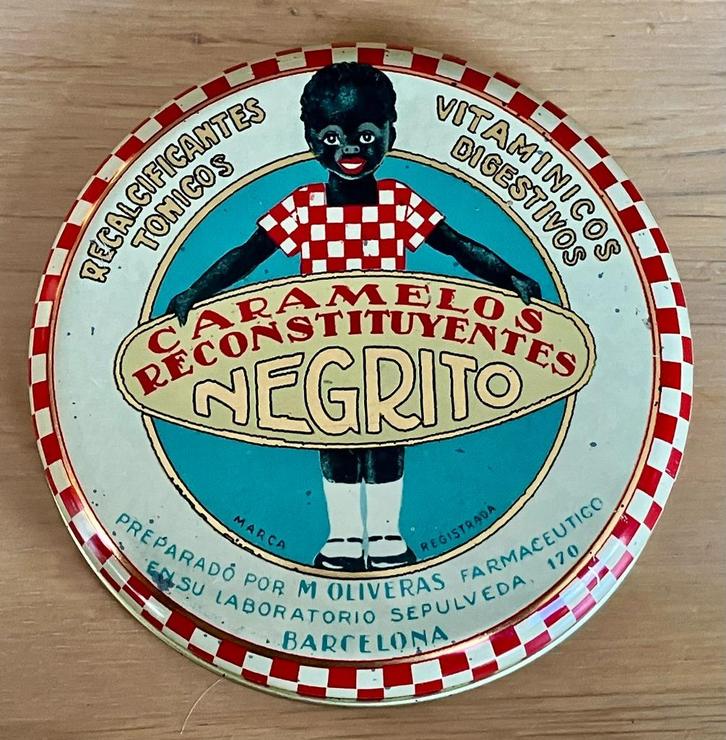 RECALCIFICANTES
TONICOS
VITAMINICOS
DIGESTIVOS
CARAMELOS
RECONSTITUYENTES
NEGRITO
MARCA REGISTRADA
PREPARADO POR M OLIVERAS FARMACEUTICO
EN SU LABORATORIO SEPULVEDA, 170
BARCELONA